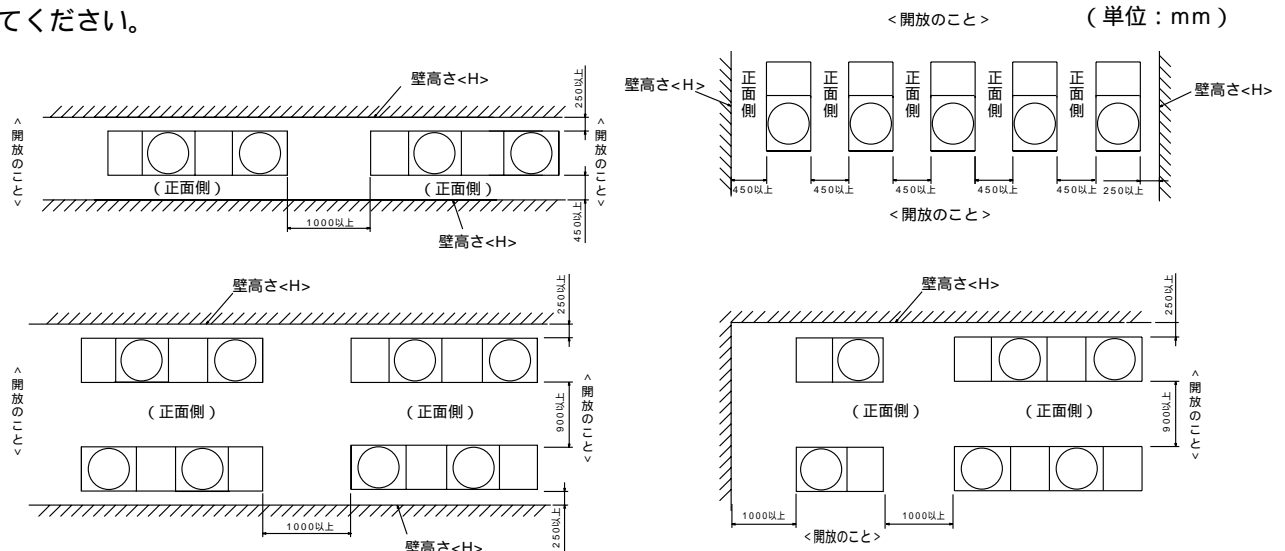 てください。
(単位：mm)
<開放のこと>
壁高さ<H>
250以上
<開放のこと>
<開放のこと>
(正面側)
(正面側)
1000以上
450以上
壁高さ<H>
壁高さ<H>
壁高さ<H>
正面側
正面側
正面側
正面側
正面側
450以上
450以上
450以上
450以上
450以上
250以上
<開放のこと>
壁高さ<H>
250以上
<開放のこと>
<開放のこと>
(正面側)
(正面側)
900以上
1000以上
250以上
壁高さ<H>
壁高さ<H>
250以上
(正面側)
(正面側)
900以上
<開放のこと>
1000以上
1000以上
<開放のこと>